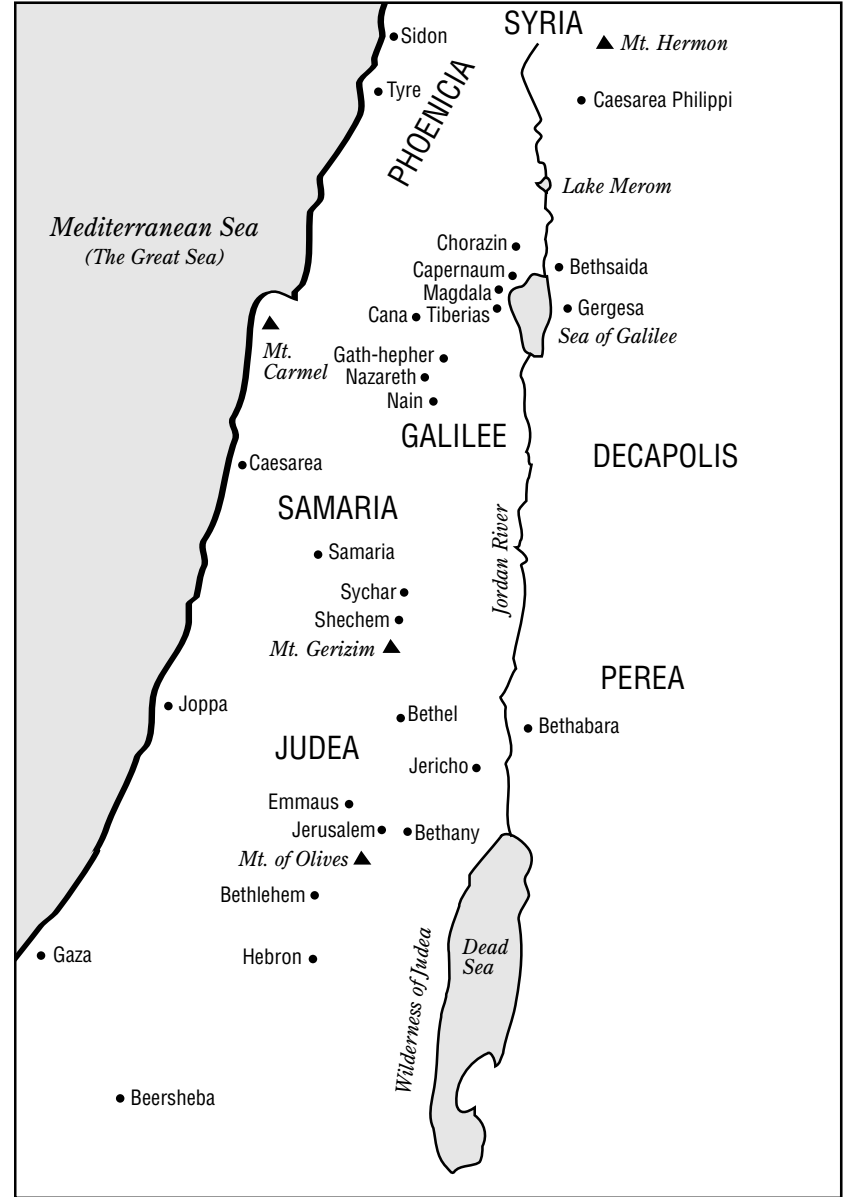 SYRIA
Sidon
Mt. Hermon
Tyre
PHOENICIA
Caesarea Philippi
Lake Merom
Mediterranean Sea
(The Great Sea)
Chorazin
Capernaum
Bethsaida
Magdala
Cana
Tiberias
Gergesa
Sea of Galilee
Mt.
Carmel
Gath-hepher
Nazareth
Nain
GALILEE
DECAPOLIS
Caesarea
SAMARIA
Jordan River
Samaria
Sychar
Shechem
Mt. Gerizim
PEREA
Joppa
Bethel
Bethabara
JUDEA
Jericho
Emmaus
Jerusalem
Bethany
Mt. of Olives
Bethlehem
Gaza
Hebron
Wilderness of Judea
Dead
Sea
Beersheba